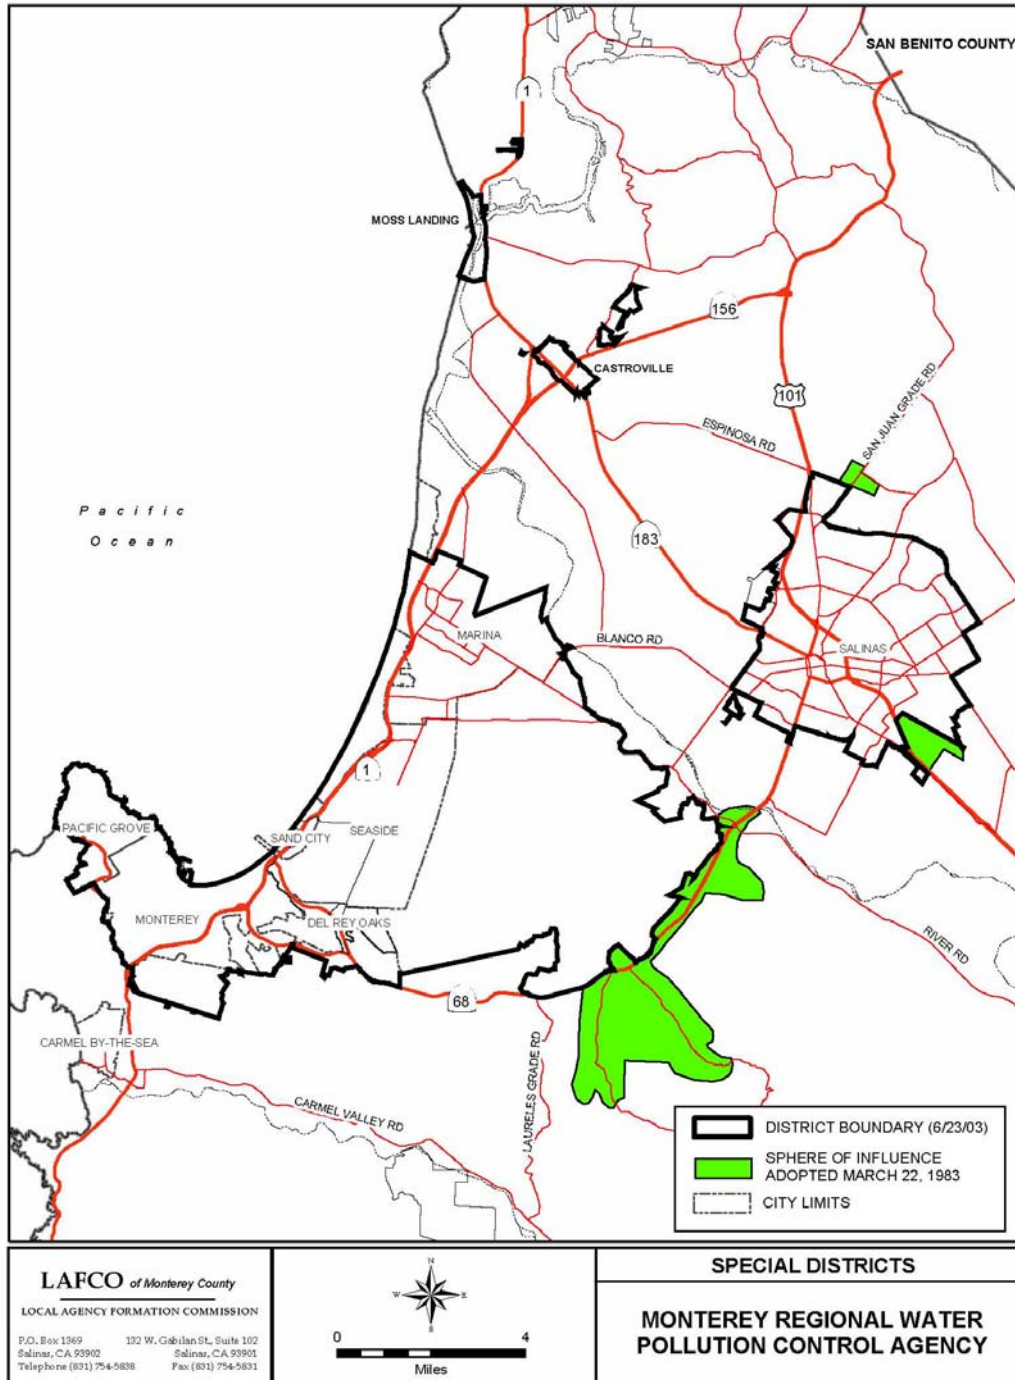 SAN BENITO COUNTY
1
MOSS LANDING
156
CASTROVILLE
101
SAN JUAN GRADE RD
ESPINOSA RD
Pacific
Ocean
183
MARINA
BLANCO RD
SALINAS
1
PACIFIC GROVE
SAND CITY
SEASIDE
MONTEREY
DEL REY OAKS
RIVER RD
68
CARMEL BY-THE-SEA
LAURELES GRADE RD
CARMEL VALLEY RD
DISTRICT BOUNDARY (6/23/03)
SPHERE OF INFLUENCE
ADOPTED MARCH 22, 1983
CITY LIMITS
LAFCO of Monterey County
LOCAL AGENCY FORMATION COMMISSION
P.O. Box 1369 132 W. Gabilan St., Suite 102
Salinas, CA 93902 Salinas, CA 93901
Telephone (831) 754-5838 Fax (831) 754-5831
N
W E
S
0 4
Miles
SPECIAL DISTRICTS
MONTEREY REGIONAL WATER
POLLUTION CONTROL AGENCY